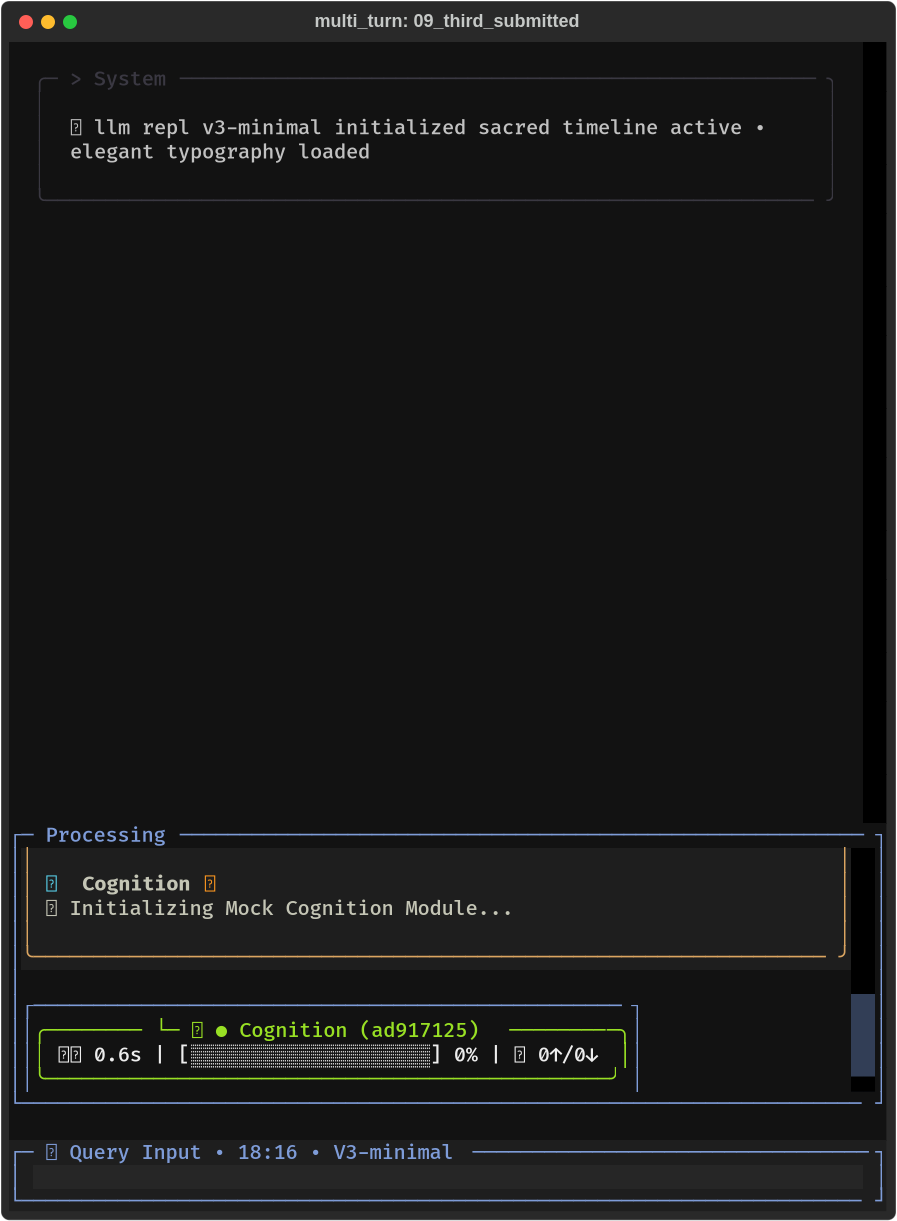 multi_turn: 09_third_submitted
> System
llm repl v3-minimal initialized sacred timeline active •
elegant typography loaded
Processing
Cognition
Initializing Mock Cognition Module...
● Cognition (ad917125)
0.6s | [░░░░░░░░░░░░░░░░░░░░] 0% | 0↑/0↓
Query Input • 18:16 • V3-minimal